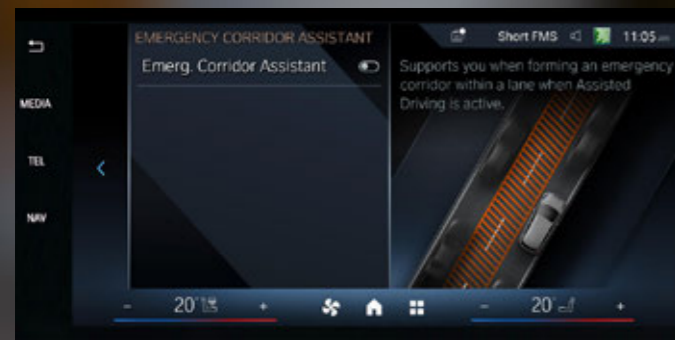 EMERGENCY CORRIDOR ASSISTANT
Short FMS
11:05
Emerg. Corridor Assistant
Supports you when forming an emergency
corridor within a lane when Assisted
Driving is active.
MEDIA
TEL
NAV
- 20° +
- 20° +